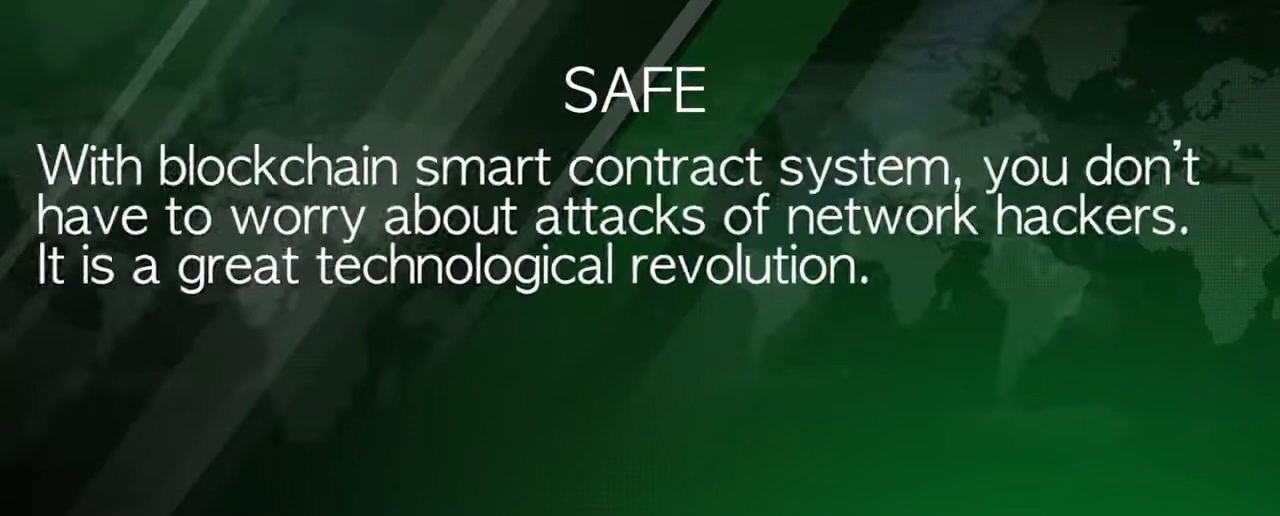 SAFE
With blockchain smart contract system, you don't
have to worry about attacks of network hackers.
It is a great technological revolution.